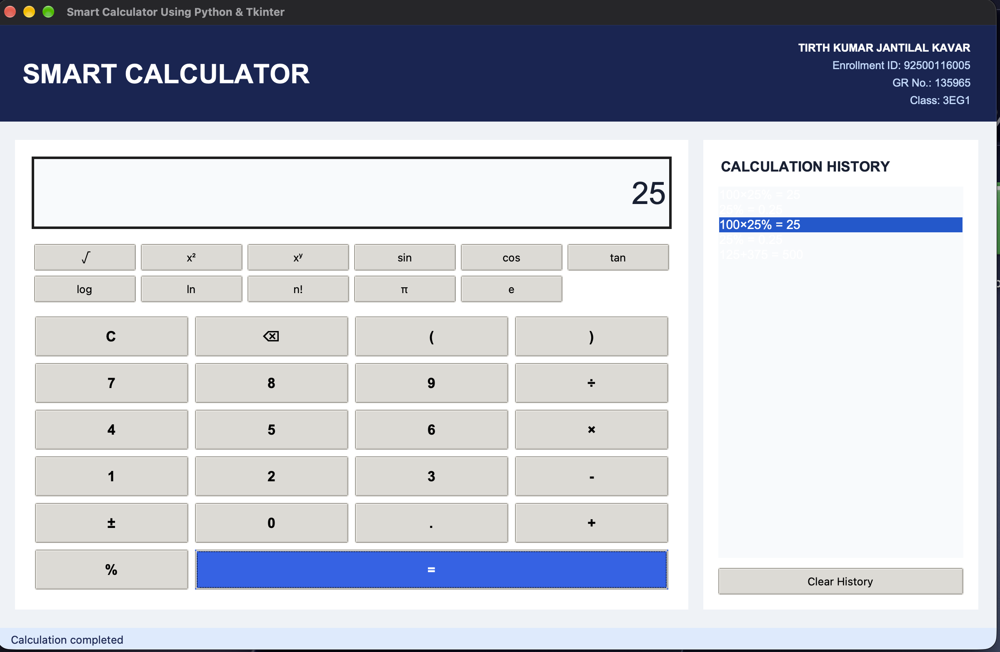 Smart Calculator Using Python & Tkinter
SMART CALCULATOR
TIRTH KUMAR JANTILAL KAVAR
Enrollment ID: 92500116005
GR No.: 135965
Class: 3EG1
25
√ x² xʸ sin cos tan
log ln n! π e
C ⌫ ( )
7 8 9 ÷
4 5 6 ×
1 2 3 -
± 0 . +
% =
CALCULATION HISTORY
100×25% = 25
25% = 0.25
100×25% = 25
25% = 0.25
125+375 = 500
Clear History
Calculation completed